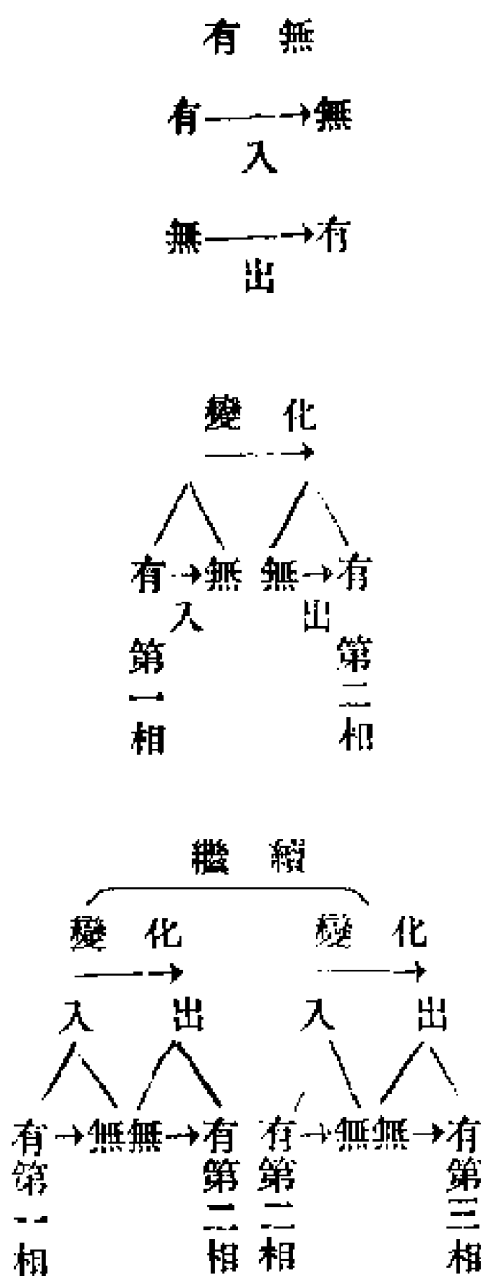 有 無
有→無
入
無→有
出
變 化
→
有→無 無→有
入 出
第一相 第二相
繼 續
變 化 變 化
→ →
入 出 入 出
有→無無→有 有→無無→有
第一相 第二相 第二相 第三相